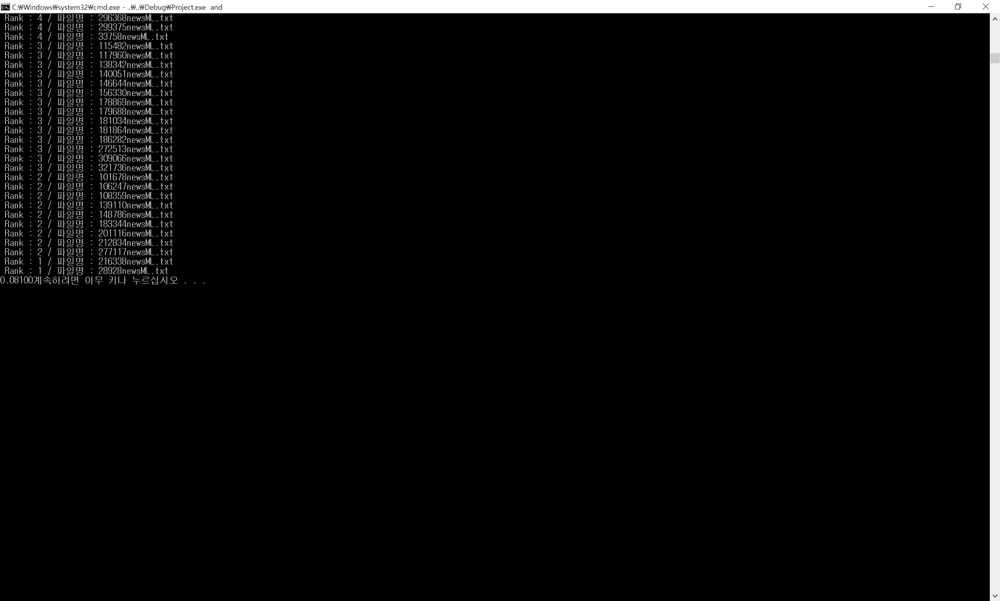 C:₩Windows₩system32₩cmd.exe - ..₩..₩Debug₩Project.exe  and
Rank : 4 / 파일명 : 296368newsML.txt
Rank : 4 / 파일명 : 299375newsML.txt
Rank : 4 / 파일명 : 33758newsML.txt
Rank : 3 / 파일명 : 115482newsML.txt
Rank : 3 / 파일명 : 117960newsML.txt
Rank : 3 / 파일명 : 138342newsML.txt
Rank : 3 / 파일명 : 140051newsML.txt
Rank : 3 / 파일명 : 146644newsML.txt
Rank : 3 / 파일명 : 156330newsML.txt
Rank : 3 / 파일명 : 178869newsML.txt
Rank : 3 / 파일명 : 179688newsML.txt
Rank : 3 / 파일명 : 181034newsML.txt
Rank : 3 / 파일명 : 181864newsML.txt
Rank : 3 / 파일명 : 186282newsML.txt
Rank : 3 / 파일명 : 272513newsML.txt
Rank : 3 / 파일명 : 309066newsML.txt
Rank : 3 / 파일명 : 321736newsML.txt
Rank : 2 / 파일명 : 101678newsML.txt
Rank : 2 / 파일명 : 106247newsML.txt
Rank : 2 / 파일명 : 108359newsML.txt
Rank : 2 / 파일명 : 139110newsML.txt
Rank : 2 / 파일명 : 148786newsML.txt
Rank : 2 / 파일명 : 183344newsML.txt
Rank : 2 / 파일명 : 201116newsML.txt
Rank : 2 / 파일명 : 212834newsML.txt
Rank : 2 / 파일명 : 277117newsML.txt
Rank : 1 / 파일명 : 216338newsML.txt
Rank : 1 / 파일명 : 28928newsML.txt
0.08100계속하려면 아무 키나 누르십시오 . . .